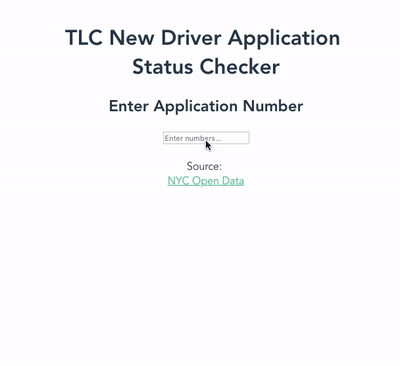 TLC New Driver Application
Status Checker
Enter Application Number
Enter numbers...
Source:
NYC Open Data